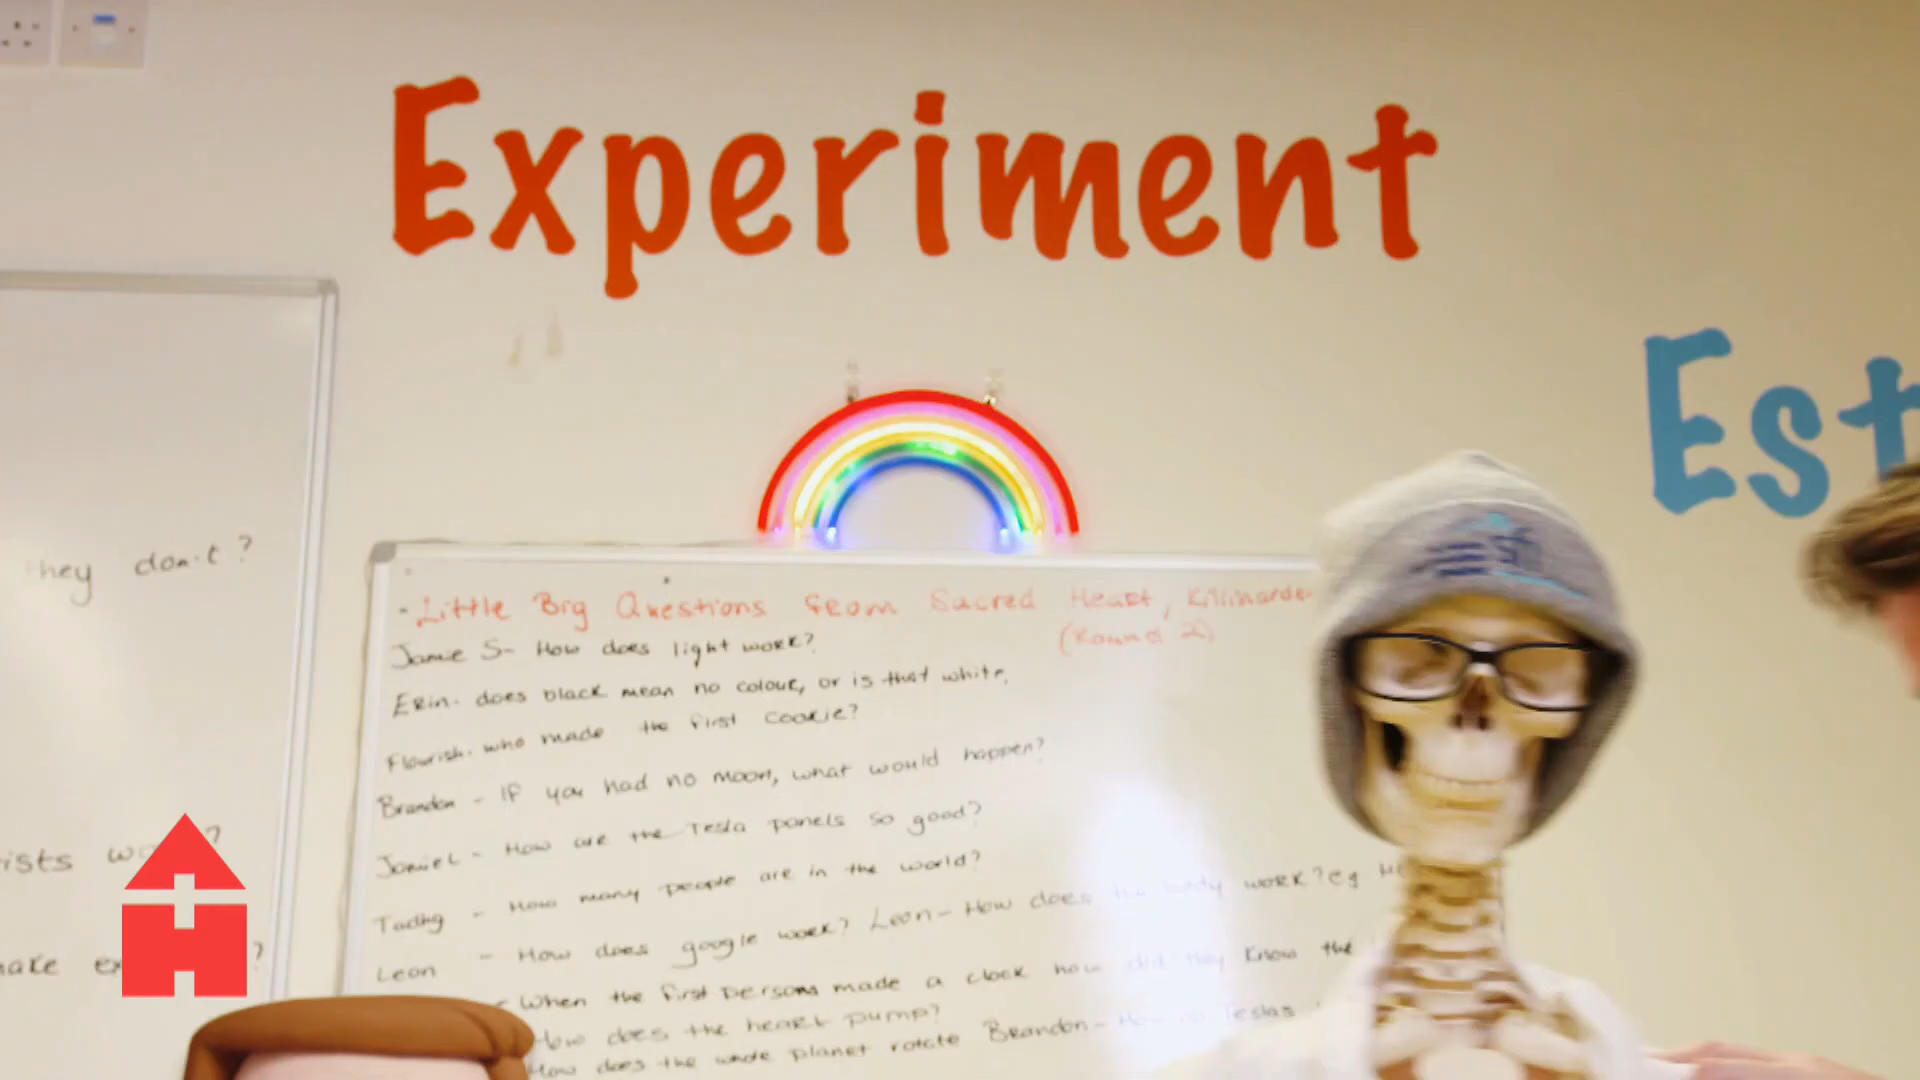 Experiment
Est
they don't?
Little Big Questions from Sacred Heart, Killinarden
(Round 2)
Jamie S- How does light work?
Erin- does black mean no colour, or is that white,
Flourish. who made the first cookie?
Brandon - If you had no moon, what would happen?
- How are the Tesla panels so good?
Tadhg - How many people are in the world?
Leon - How does google work? Leon- How does the body work? eg
- When the first persons made a clock how did they know the
How does the heart pump?
How does the whole planet rotate Brandon- How Teslas